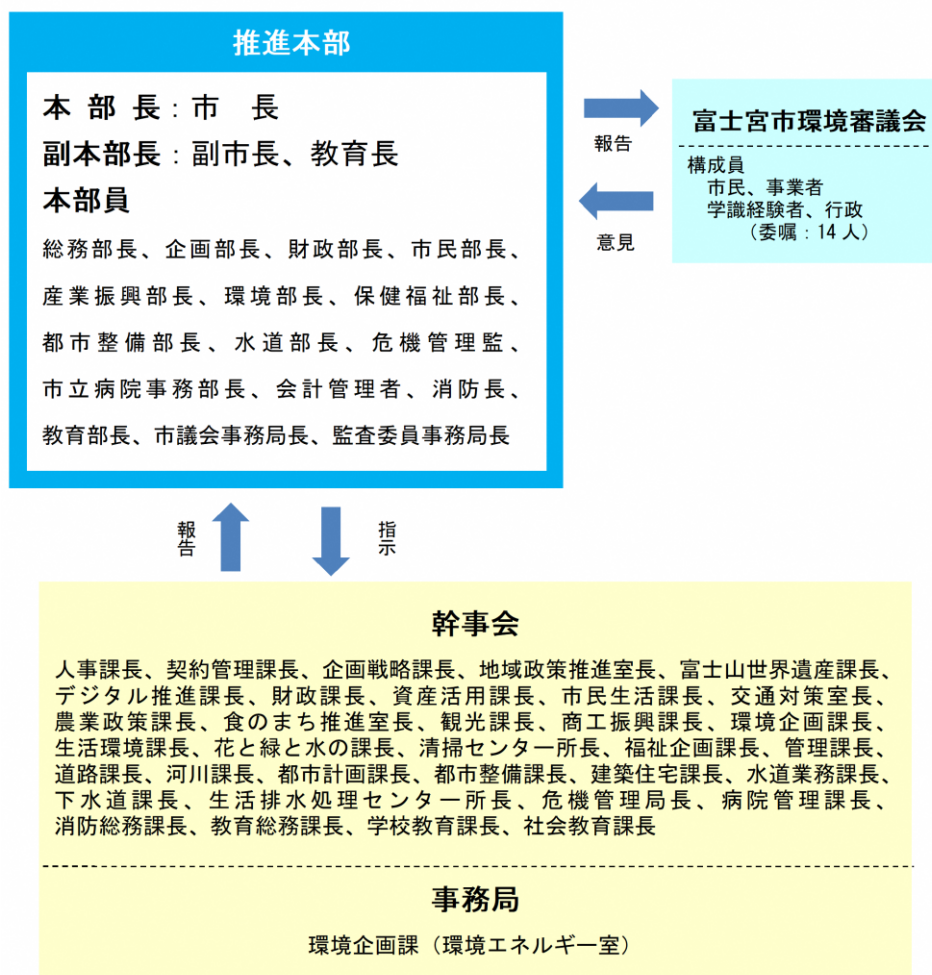 推進本部
本部長：市　長
副本部長：副市長、教育長
本部員
総務部長、企画部長、財政部長、市民部長、
産業振興部長、環境部長、保健福祉部長、
都市整備部長、水道部長、危機管理監、
市立病院事務部長、会計管理者、消防長、
教育部長、市議会事務局長、監査委員事務局長
報告
意見
富士宮市環境審議会
構成員
市民、事業者
学識経験者、行政
（委嘱：14人）
報告
指示
幹事会
人事課長、契約管理課長、企画戦略課長、地域政策推進室長、富士山世界遺産課長、
デジタル推進課長、財政課長、資産活用課長、市民生活課長、交通対策室長、
農業政策課長、食のまち推進室長、観光課長、商工振興課長、環境企画課長、
生活環境課長、花と緑と水の課長、清掃センター所長、福祉企画課長、管理課長、
道路課長、河川課長、都市計画課長、都市整備課長、建築住宅課長、水道業務課長、
下水道課長、生活排水処理センター所長、危機管理局長、病院管理課長、
消防総務課長、教育総務課長、学校教育課長、社会教育課長
事務局
環境企画課（環境エネルギー室）